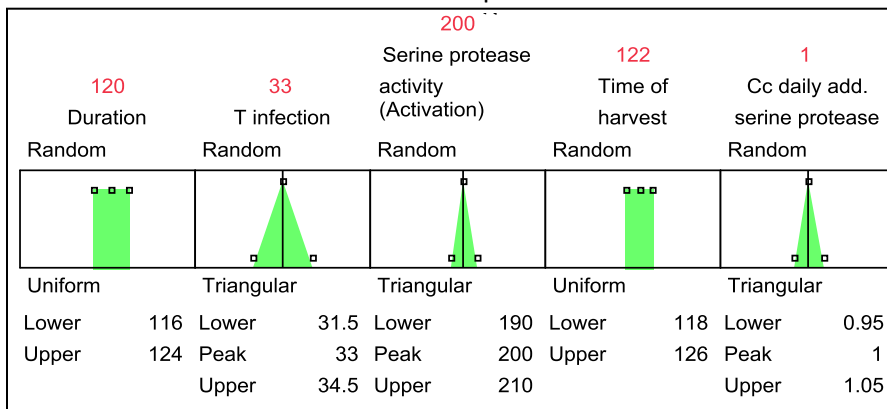 200
Serine protease
120 33 activity 122 1
(Activation) Time of Cc daily add.
Duration T infection harvest serine protease
Random Random Random Random Random
Uniform Triangular Triangular Uniform Triangular
Lower 116 Lower 31.5 Lower 190 Lower 118 Lower 0.95
Upper 124 Peak 33 Peak 200 Upper 126 Peak 1
Upper 34.5 Upper 210 Upper 1.05